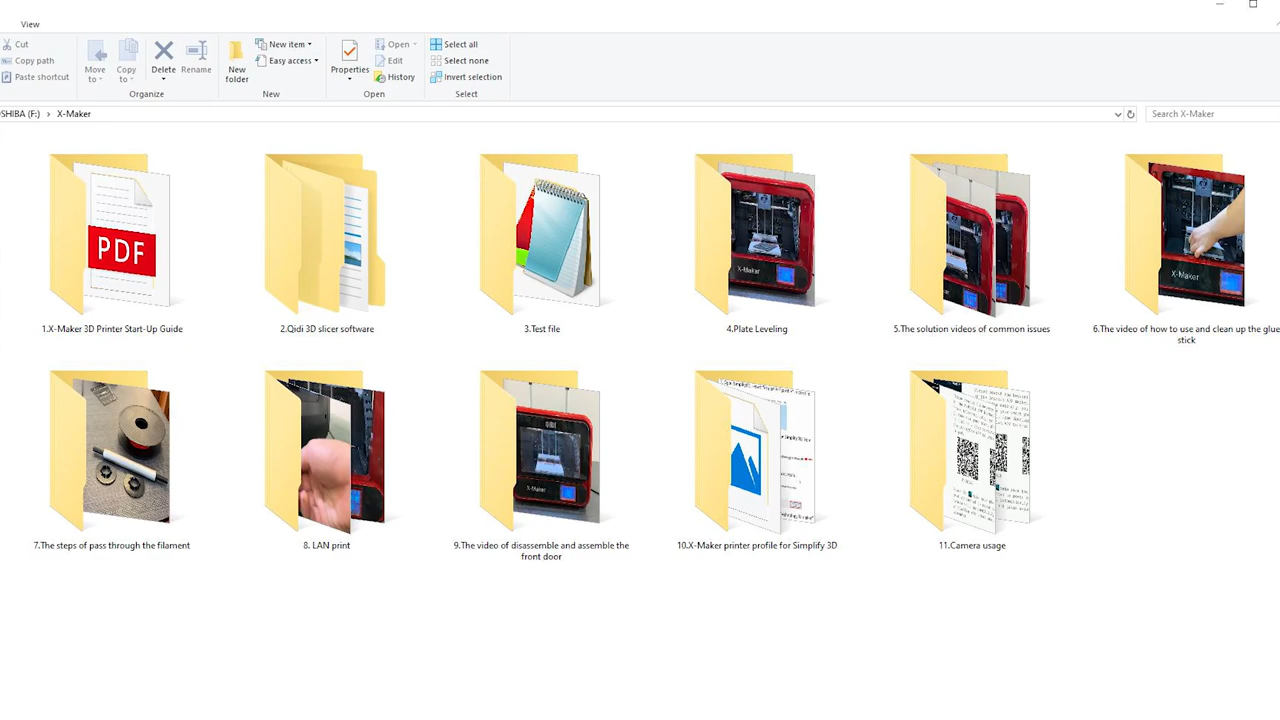 View
Cut
Copy path
Paste shortcut
Move to
Copy to
Delete
Rename
Organize
New folder
New item
Easy access
New
Properties
Open
Edit
History
Open
Select all
Select none
Invert selection
Select
SHIBA (F:) > X-Maker
Search X-Maker
PDF
X-Maker
X-Maker
1.X-Maker 3D Printer Start-Up Guide
2.Qidi 3D slicer software
3.Test file
4.Plate Leveling
5.The solution videos of common issues
6.The video of how to use and clean up the glue
stick
X-Maker
7.The steps of pass through the filament
8. LAN print
9.The video of disassemble and assemble the
front door
10.X-Maker printer profile for Simplify 3D
11.Camera usage